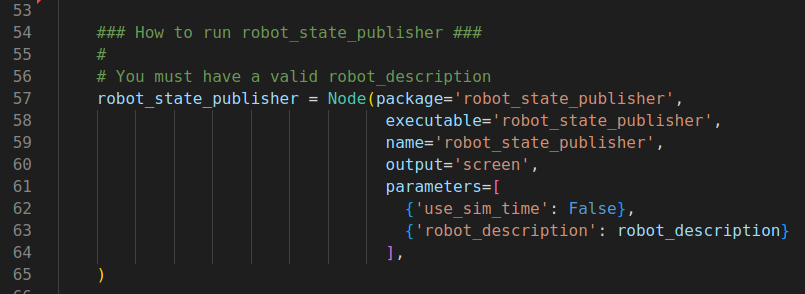 53
54 ### How to run robot_state_publisher ###
55 #
56 # You must have a valid robot_description
57 robot_state_publisher = Node(package='robot_state_publisher',
58 executable='robot_state_publisher',
59 name='robot_state_publisher',
60 output='screen',
61 parameters=[
62 {'use_sim_time': False},
63 {'robot_description': robot_description}
64 ],
65 )